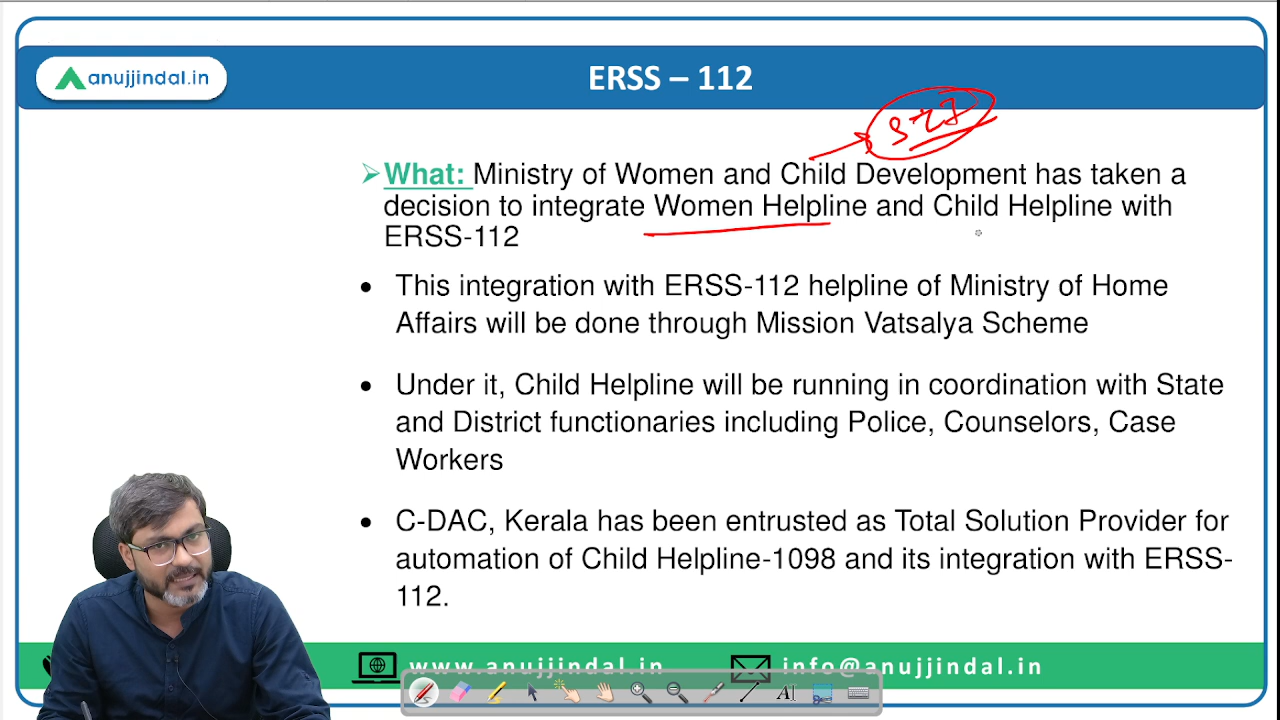 anujjindal.in
ERSS – 112
What: Ministry of Women and Child Development has taken a
decision to integrate Women Helpline and Child Helpline with
ERSS-112
This integration with ERSS-112 helpline of Ministry of Home
Affairs will be done through Mission Vatsalya Scheme
Under it, Child Helpline will be running in coordination with State
and District functionaries including Police, Counselors, Case
Workers
C-DAC, Kerala has been entrusted as Total Solution Provider for
automation of Child Helpline-1098 and its integration with ERSS-
112.
www.anujjindal.in
info@anujjindal.in